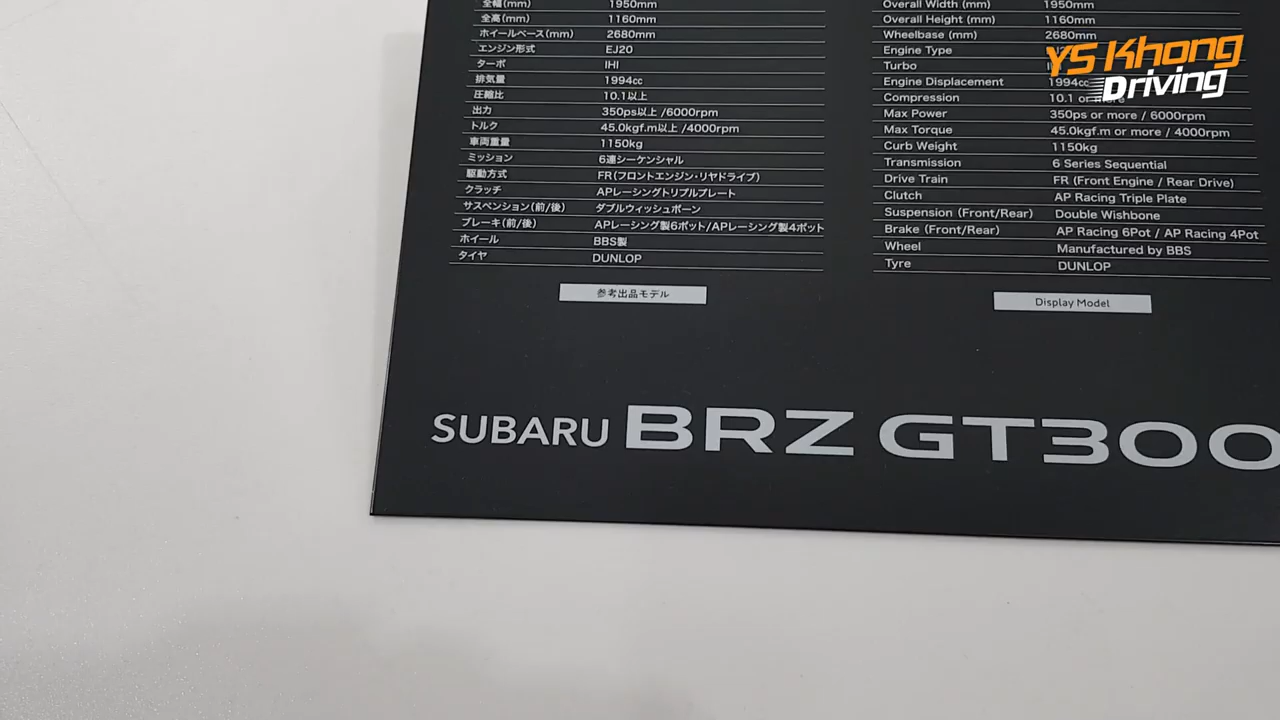 全幅(mm) 1950mm
全高(mm) 1160mm
ホイールベース(mm) 2680mm
エンジン形式 EJ20
ターボ IHI
排気量 1994cc
圧縮比 10.1以上
出力 350ps以上 /6000rpm
トルク 45.0kgf.m以上 /4000rpm
車両重量 1150kg
ミッション 6速シーケンシャル
駆動方式 FR(フロントエンジン・リヤドライブ)
クラッチ APレーシングトリプルプレート
サスペンション(前/後) ダブルウィッシュボーン
ブレーキ(前/後) APレーシング製6ポット/APレーシング製4ポット
ホイール BBS製
タイヤ DUNLOP
参考出品モデル
Overall Width (mm) 1950mm
Overall Height (mm) 1160mm
Wheelbase (mm) 2680mm
Engine Type
Turbo
Engine Displacement 1994cc
Compression 10.1 or more
Max Power 350ps or more / 6000rpm
Max Torque 45.0kgf.m or more / 4000rpm
Curb Weight 1150kg
Transmission 6 Series Sequential
Drive Train FR (Front Engine / Rear Drive)
Clutch AP Racing Triple Plate
Suspension (Front/Rear) Double Wishbone
Brake (Front/Rear) AP Racing 6Pot / AP Racing 4Pot
Wheel Manufactured by BBS
Tyre DUNLOP
Display Model
SUBARU BRZ GT300
YS Khong
Driving